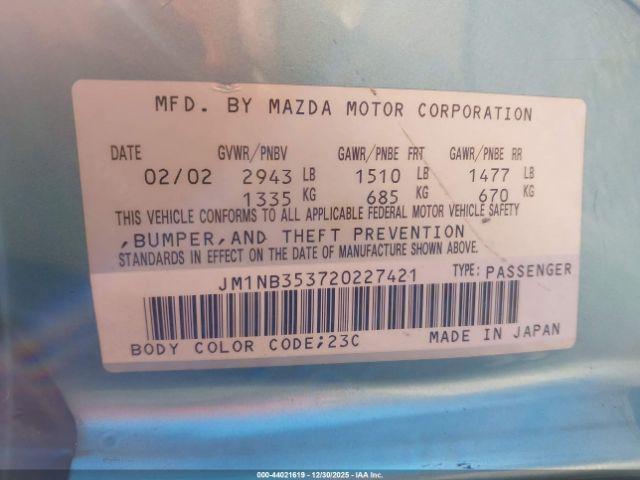 MFD. BY MAZDA MOTOR CORPORATION
DATE GVWR/PNBV GAWR/PNBE FRT GAWR/PNBE RR
02/02 2943 LB 1510 LB 1477 LB
1335 KG 685 KG 670 KG
THIS VEHICLE CONFORMS TO ALL APPLICABLE FEDERAL MOTOR VEHICLE SAFETY
,BUMPER,AND THEFT PREVENTION
STANDARDS IN EFFECT ON THE DATE OF MANUFACTURE SHOWN ABOVE.
JM1NB353720227421 TYPE: PASSENGER
BODY COLOR CODE;23C MADE IN JAPAN
000-44021619 - 12/30/2025 - IAA, Inc.